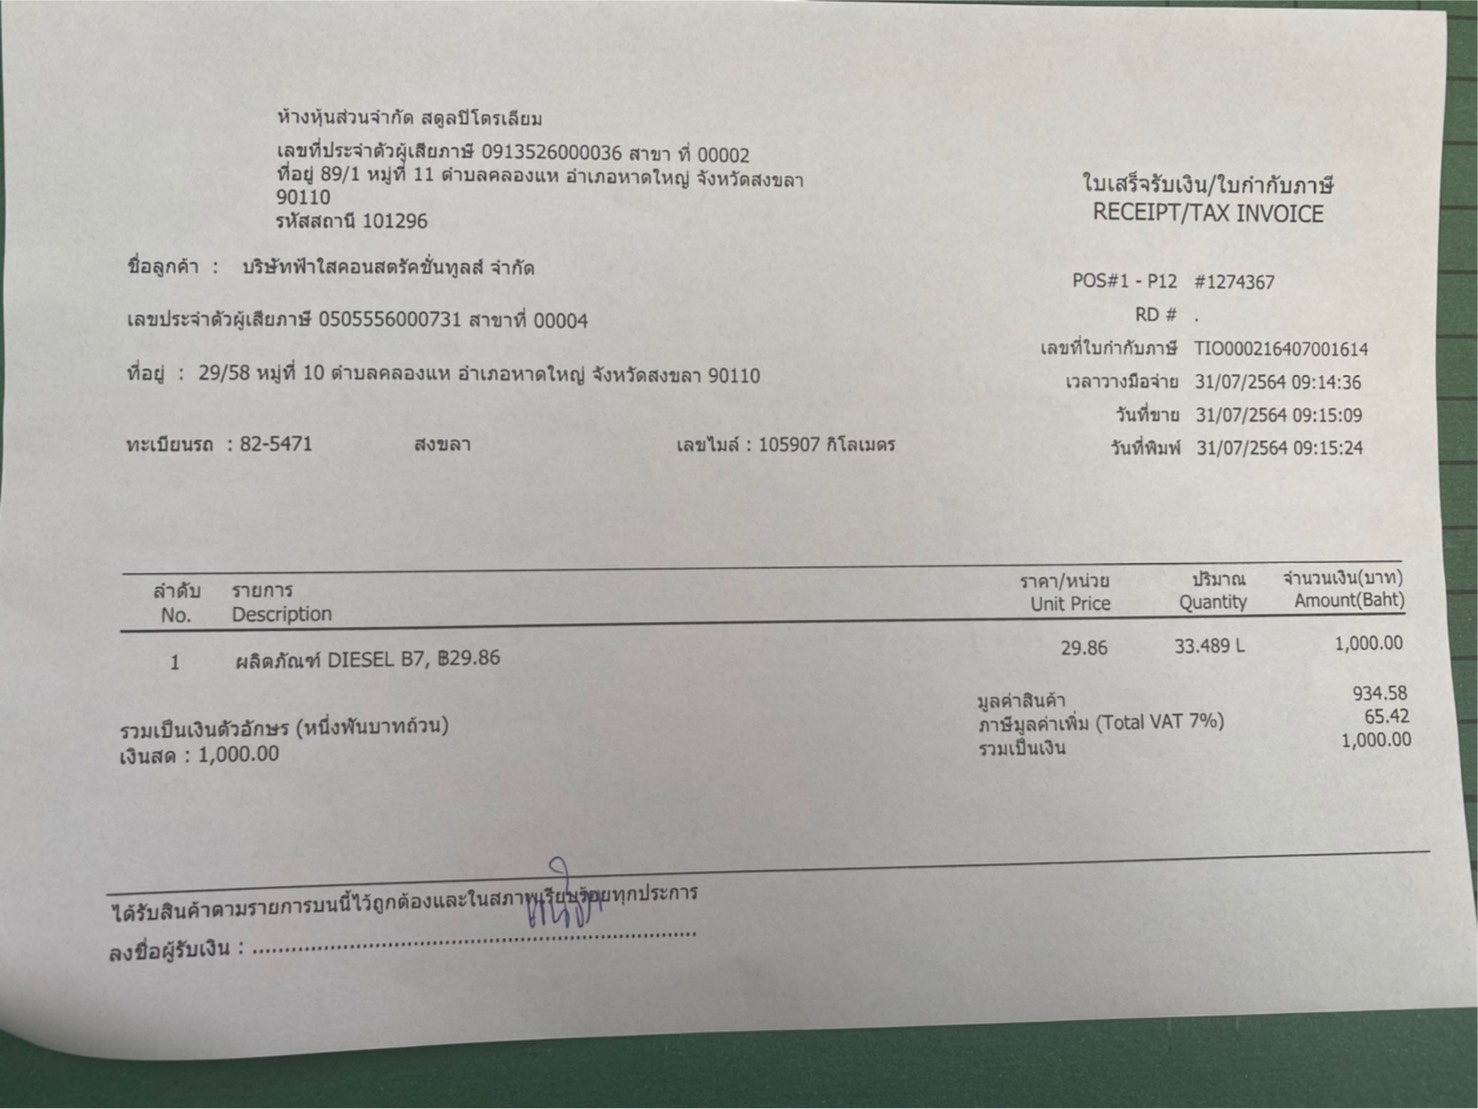 ห้างหุ้นส่วนจำกัด สตูลปิโตรเลียม
เลขที่ประจำตัวผู้เสียภาษี 0913526000036 สาขา ที่ 00002
ที่อยู่ 89/1 หมู่ที่ 11 ตำบลคลองแห อำเภอหาดใหญ่ จังหวัดสงขลา
90110
รหัสสถานี 101296
ใบเสร็จรับเงิน/ใบกำกับภาษี
RECEIPT/TAX INVOICE
ชื่อลูกค้า : บริษัทฟ้าใสคอนสตรัคชั่นทูลส์ จำกัด
เลขประจำตัวผู้เสียภาษี 0505556000731 สาขาที่ 00004
ที่อยู่ : 29/58 หมู่ที่ 10 ตำบลคลองแห อำเภอหาดใหญ่ จังหวัดสงขลา 90110
ทะเบียนรถ : 82-5471 สงขลา เลขไมล์ : 105907 กิโลเมตร
POS#1 - P12 #1274367
RD # .
เลขที่ใบกำกับภาษี TIO000216407001614
เวลาวางมือจ่าย 31/07/2564 09:14:36
วันที่ขาย 31/07/2564 09:15:09
วันที่พิมพ์ 31/07/2564 09:15:24
ลำดับ รายการ ราคา/หน่วย ปริมาณ จำนวนเงิน(บาท)
No. Description Unit Price Quantity Amount(Baht)
1 ผลิตภัณฑ์ DIESEL B7, ฿29.86 29.86 33.489 L 1,000.00
มูลค่าสินค้า 934.58
ภาษีมูลค่าเพิ่ม (Total VAT 7%) 65.42
รวมเป็นเงิน 1,000.00
รวมเป็นเงินตัวอักษร (หนึ่งพันบาทถ้วน)
เงินสด : 1,000.00
ได้รับสินค้าตามรายการบนนี้ไว้ถูกต้องและในสภาพเรียบร้อยทุกประการ
ลงชื่อผู้รับเงิน : ........................................................................